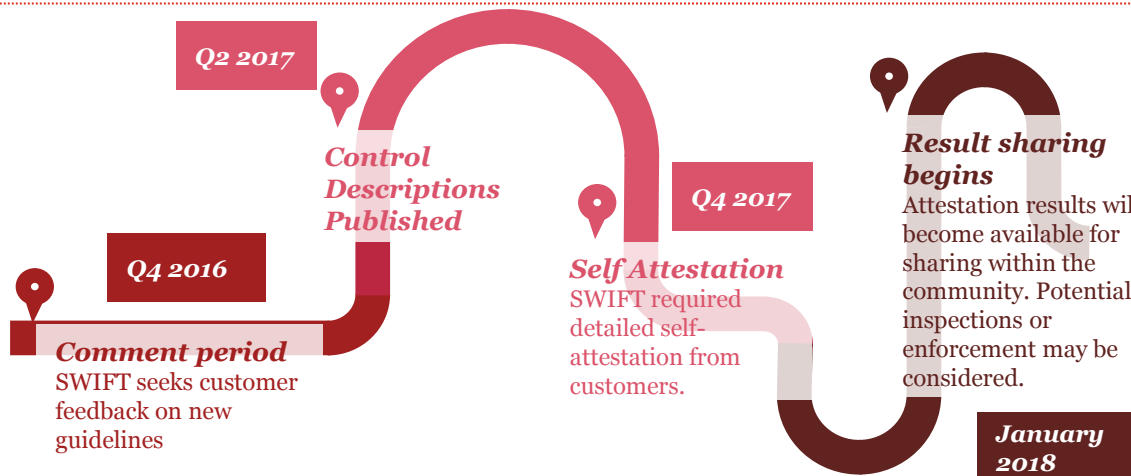 Q2 2017
Control
Descriptions
Published
Q4 2016
Comment period
SWIFT seeks customer
feedback on new
guidelines
Q4 2017
Self Attestation
SWIFT required
detailed self-
attestation from
customers.
Result sharing
begins
Attestation results wil
become available for
sharing within the
community. Potential
inspections or
enforcement may be
considered.
January
2018